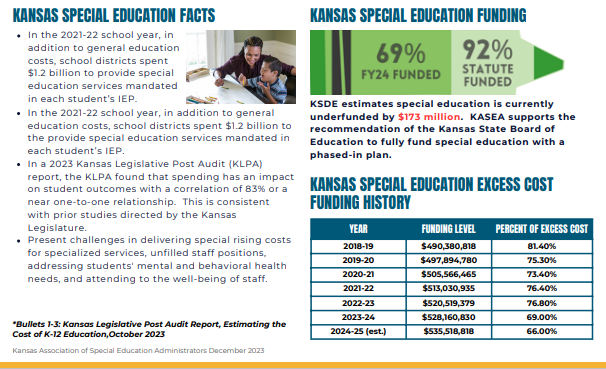 KANSAS SPECIAL EDUCATION FACTS
• In the 2021-22 school year, in
addition to general education
costs, school districts spent
$1.2 billion to provide special
education services mandated
in each student's IEP.
• In the 2021-22 school year, in addition to general
education costs, school districts spent $1.2 billion to
the provide special education services mandated in
each student's IEP.
• In a 2023 Kansas Legislative Post Audit (KLPA)
report, the KLPA found that spending has an impact
on student outcomes with a correlation of 83% or a
near one-to-one relationship. This is consistent
with prior studies directed by the Kansas
Legislature.
• Present challenges in delivering special rising costs
for specialized services, unfilled staff positions,
addressing students' mental and behavioral health
needs, and attending to the well-being of staff.
*Bullets 1-3: Kansas Legislative Post Audit Report, Estimating the
Cost of K-12 Education,October 2023
Kansas Association of Special Education Administrators December 2023
KANSAS SPECIAL EDUCATION FUNDING
69%
FY24 FUNDED
92%
STATUTE
FUNDED
KSDE estimates special education is currently
underfunded by $173 million. KASEA supports the
recommendation of the Kansas State Board of
Education to fully fund special education with a
phased-in plan.
KANSAS SPECIAL EDUCATION EXCESS COST
FUNDING HISTORY
YEAR FUNDING LEVEL PERCENT OF EXCESS COST
2018-19 $490,380,818 81.40%
2019-20 $497,894,780 75.30%
2020-21 $505,566,465 73.40%
2021-22 $513,030,935 76.40%
2022-23 $520,519,379 76.80%
2023-24 $528,160,830 69.00%
2024-25 (est.) $535,518,818 66.00%